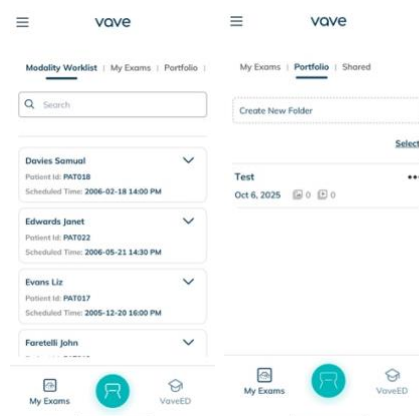 vave
Modality Worklist | My Exams | Portfolio |
Search
Davies Samual
Patient Id: PAT018
Scheduled Time: 2006-02-18 14:00 PM
Edwards Janet
Patient Id: PAT022
Scheduled Time: 2006-05-21 14:30 PM
Evans Liz
Patient Id: PAT017
Scheduled Time: 2005-12-20 16:00 PM
Faretelli John
My Exams
VaveED
vave
My Exams | Portfolio | Shared
Create New Folder
Select
Test
Oct 6, 2025 0 0
My Exams
VaveED